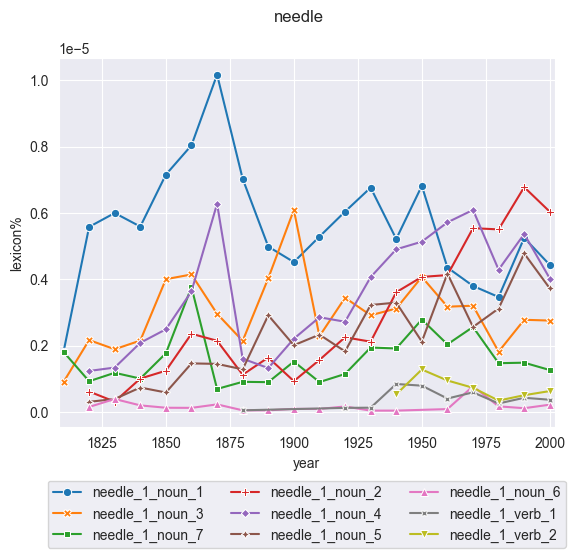 needle
1e−5
1.0
0.8
0.6
0.4
0.2
0.0
lexicon%
1825 1850 1875 1900 1925 1950 1975 2000
year
needle_1_noun_1 needle_1_noun_2 needle_1_noun_6
needle_1_noun_3 needle_1_noun_4 needle_1_verb_1
needle_1_noun_7 needle_1_noun_5 needle_1_verb_2